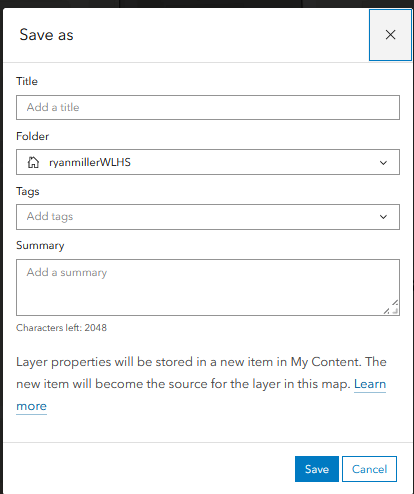 Save as
Title
Add a title
Folder
ryanmillerWLHS
Tags
Add tags
Summary
Add a summary
Characters left: 2048
Layer properties will be stored in a new item in My Content. The
new item will become the source for the layer in this map. Learn
more
Save Cancel